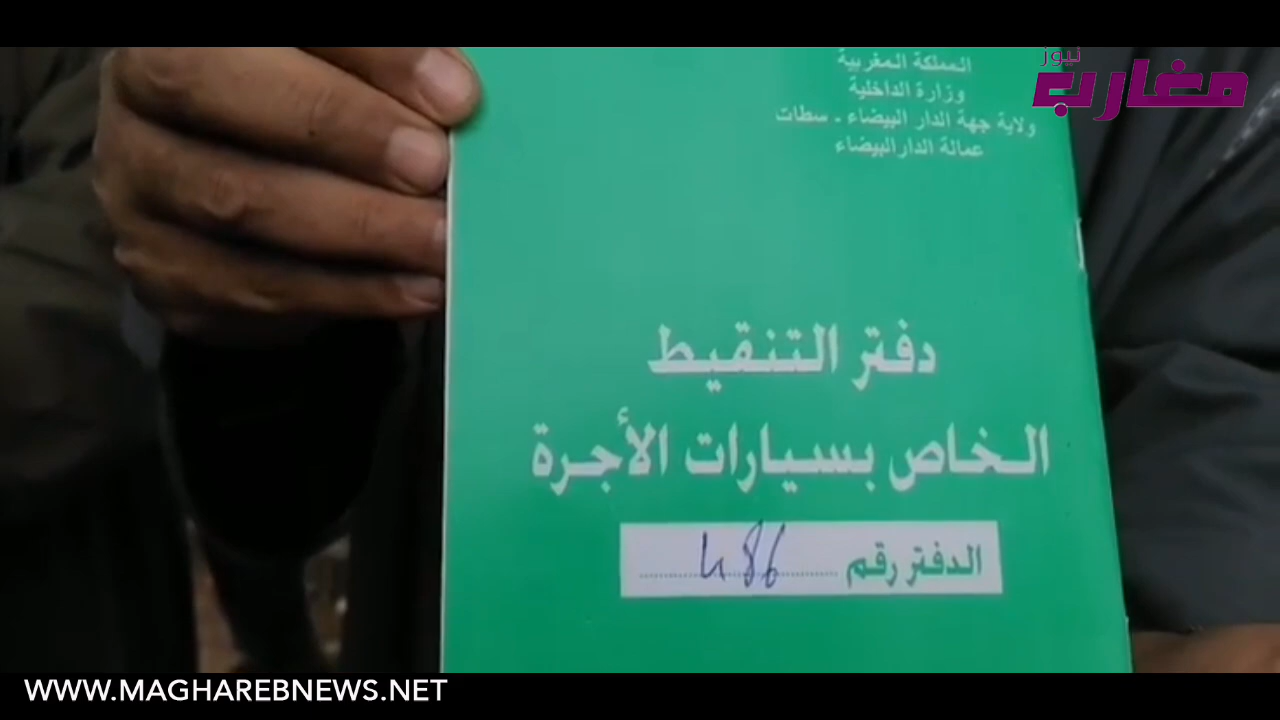 نيوز
مغارب
المملكة المغربية
وزارة الداخلية
ولاية جهة الدار البيضاء - سطات
عمالة الدار البيضاء
دفتر التنقيط
الخاص بسيارات الأجرة
الدفتر رقم 486
WWW.MAGHAREBNEWS.NET